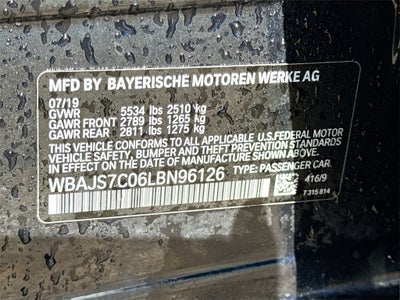 MFD BY BAYERISCHE MOTOREN WERKE AG
07/19
GVWR 5534 lbs 2510 kg
GAWR FRONT 2789 lbs 1265 kg
GAWR REAR 2811 lbs 1275 kg
THIS VEHICLE CONFORMS TO ALL APPLICABLE U.S.FEDERAL MOTOR
VEHICLE SAFETY, BUMPER, AND THEFT PREVENTION STANDARDS
IN EFFECT ON THE DATE OF MANUFACTURE SHOWN ABOVE.
WBAJS7C06LBN96126 TYPE: PASSENGER CAR
416/9
7 315 814